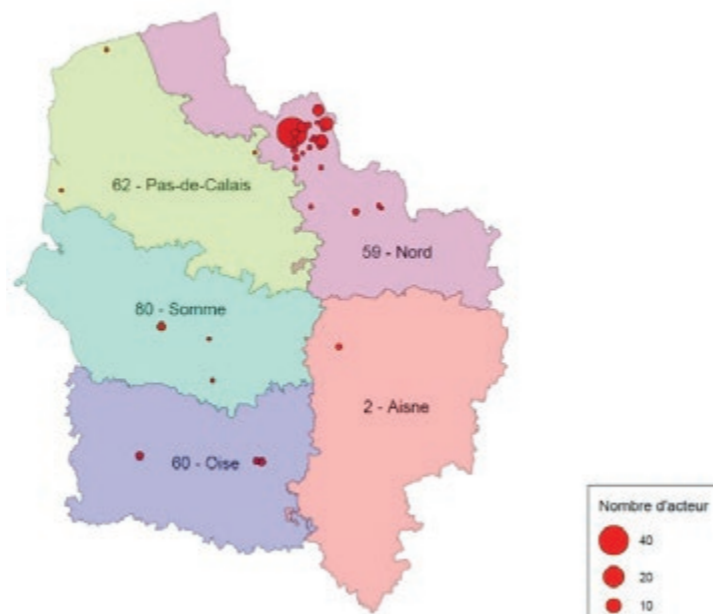 62 - Pas-de-Calais
59 - Nord
80 - Somme
2 - Aisne
60 - Oise
Nombre d'acteur
40
20
10